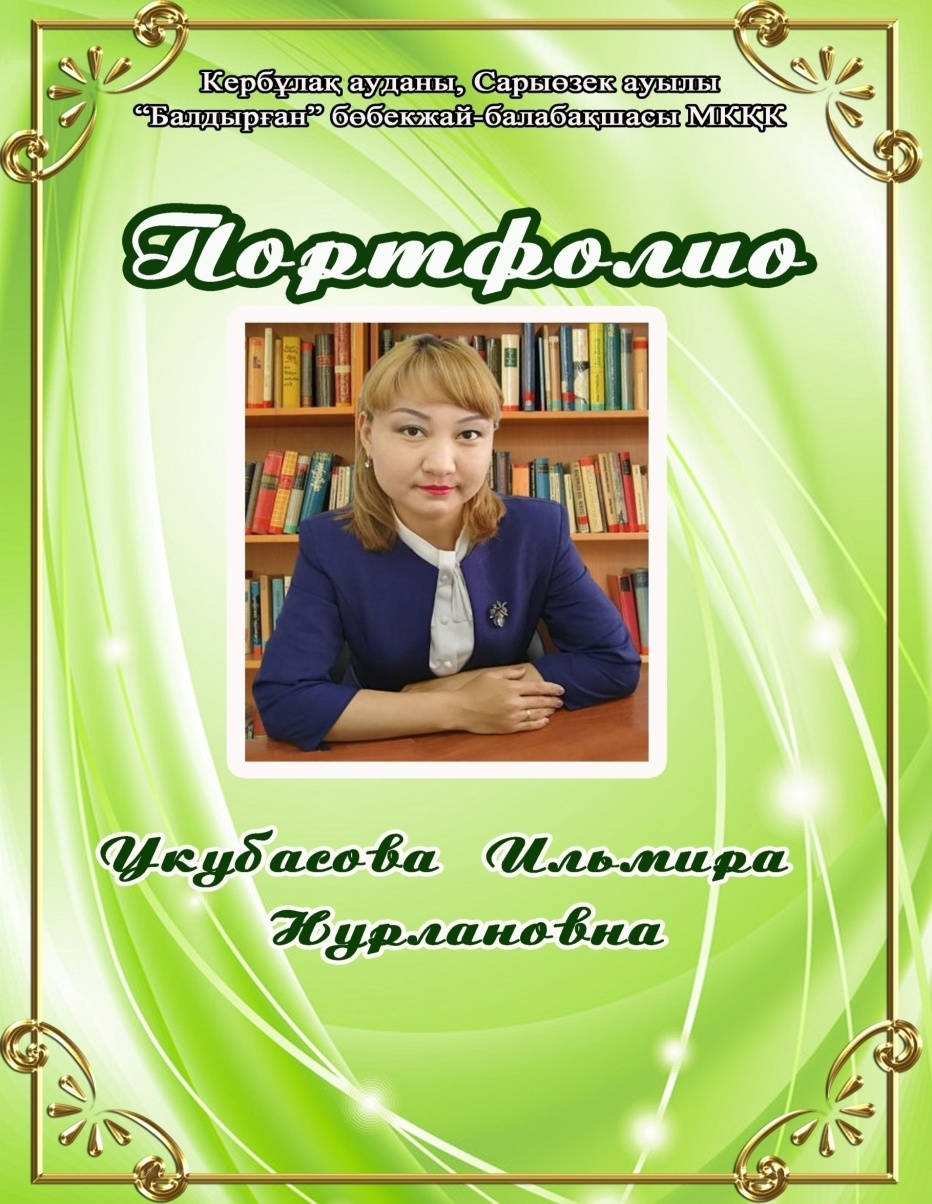 Кербұлақ ауданы, Сарыөзек ауылы
“Балдырған” бөбекжай-балабақшасы МКҚК
Портфолио
Укубасова Ильмира
Нурлановна